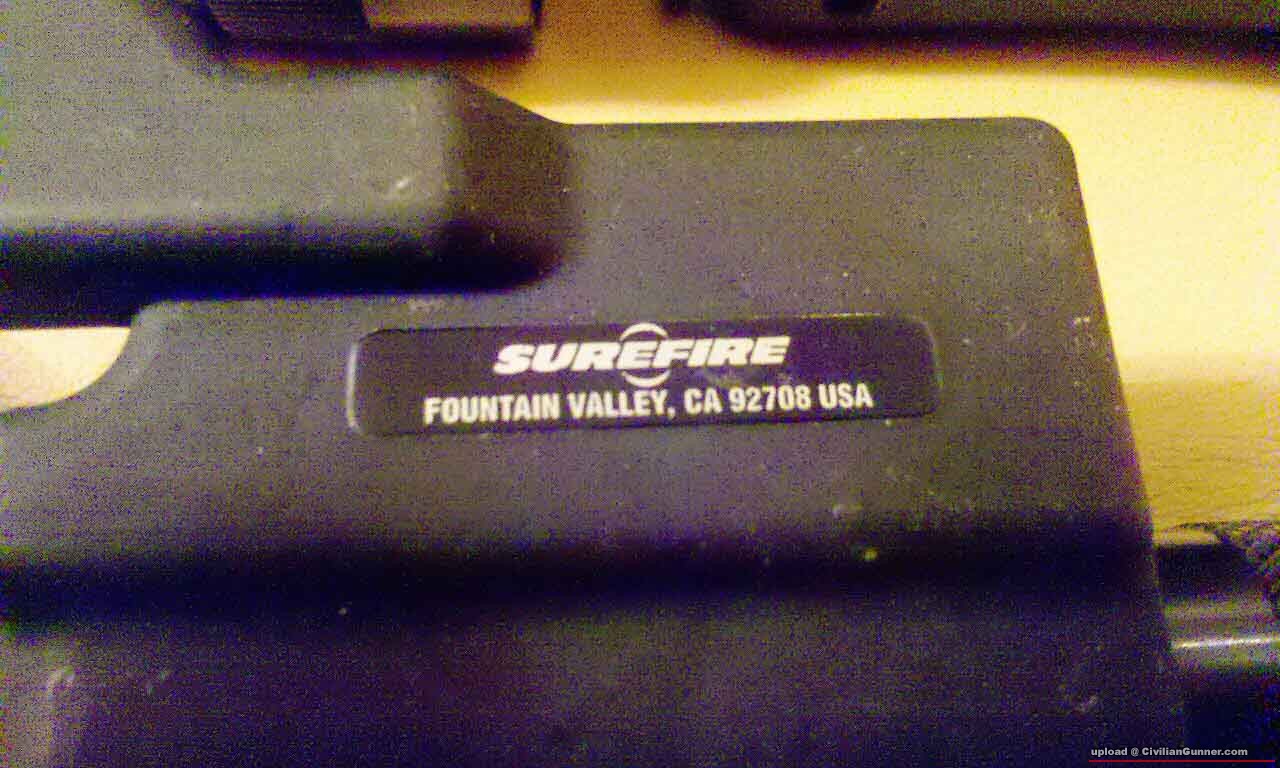 SUREFIRE
FOUNTAIN VALLEY, CA 92708 USA
upload @ CivilianGunner.com